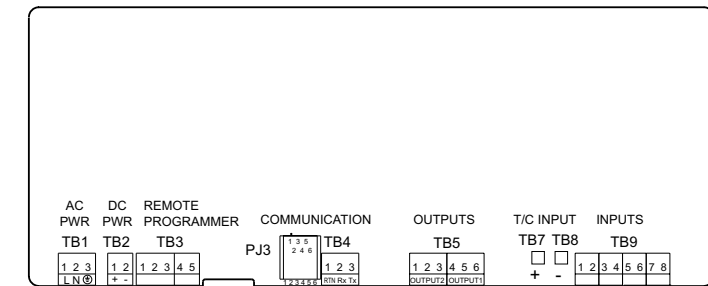 AC DC REMOTE
PWR PWR PROGRAMMER COMMUNICATION OUTPUTS T/C INPUT INPUTS
TB1 TB2 TB3 PJ3 TB4 TB5 TB7 TB8 TB9
1 3 5
2 4 6
1 2 3 1 2 1 2 3 4 5 1 2 3 1 2 3 4 5 6 + - 1 2 3 4 5 6 7 8
L N ⏚ + - 1 2 3 4 5 6 RTN Rx Tx OUTPUT2 OUTPUT1